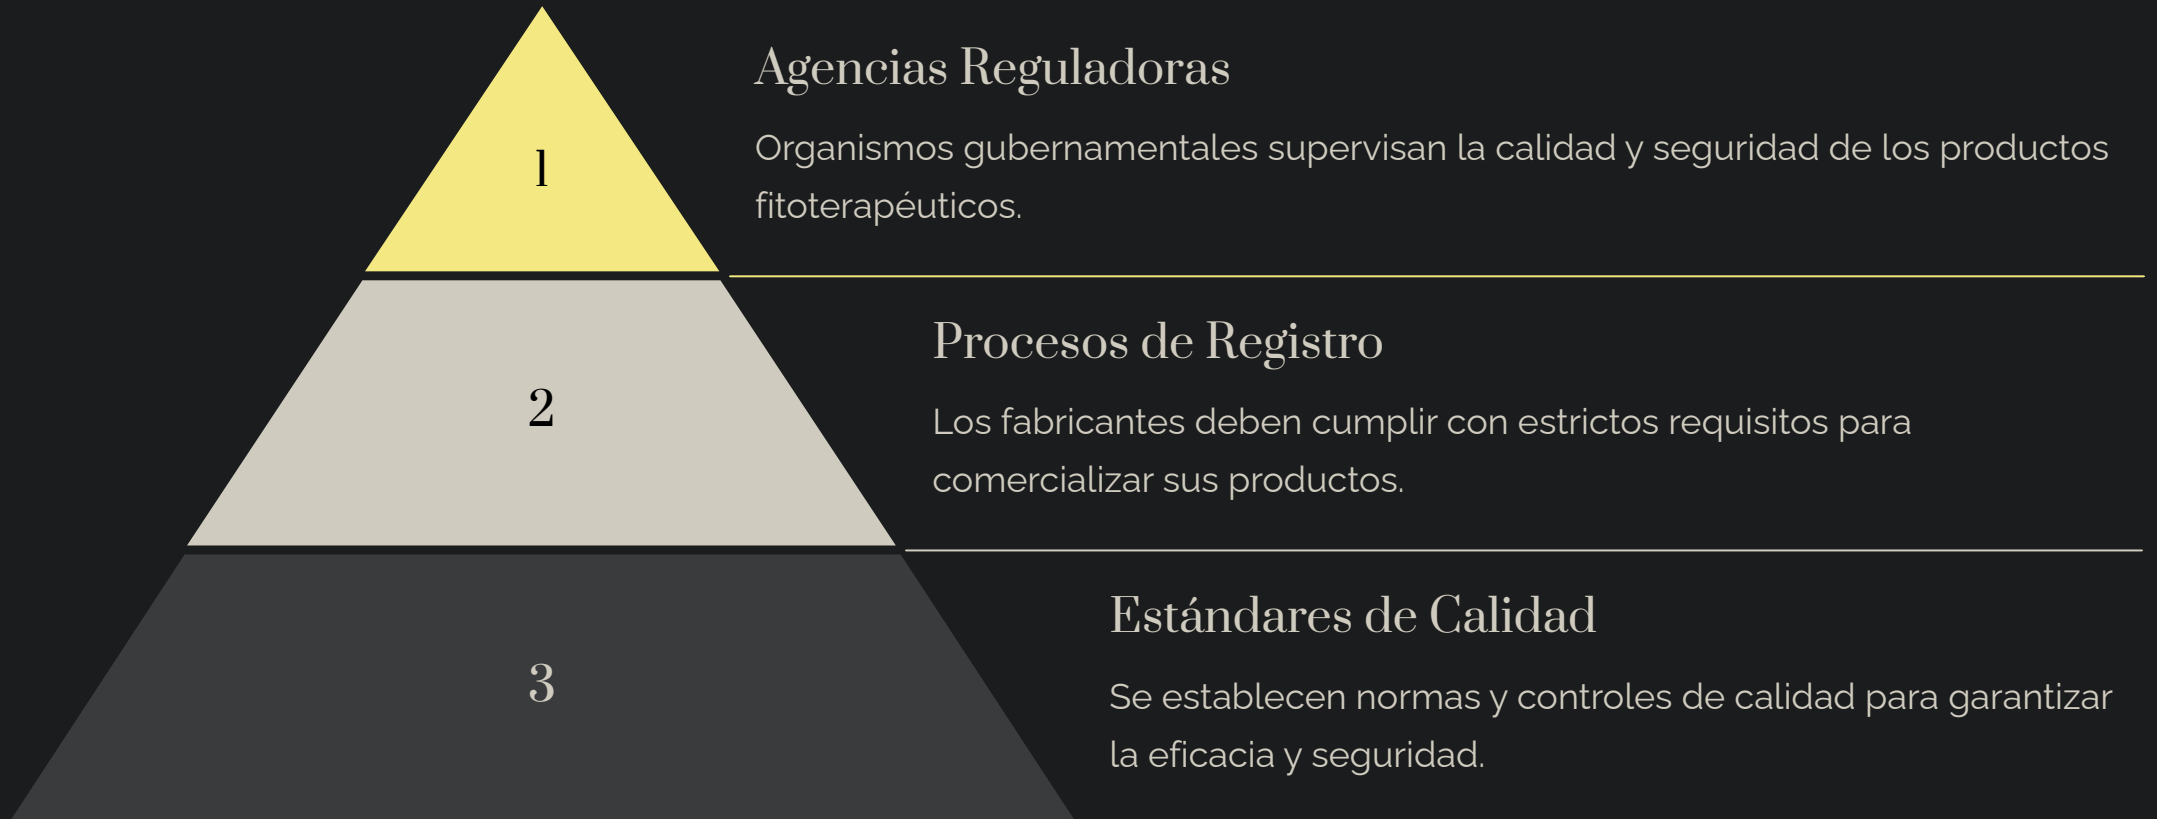 1
Agencias Reguladoras
Organismos gubernamentales supervisan la calidad y seguridad de los productos
fitoterapéuticos.
2
Procesos de Registro
Los fabricantes deben cumplir con estrictos requisitos para
comercializar sus productos.
3
Estándares de Calidad
Se establecen normas y controles de calidad para garantizar
la eficacia y seguridad.